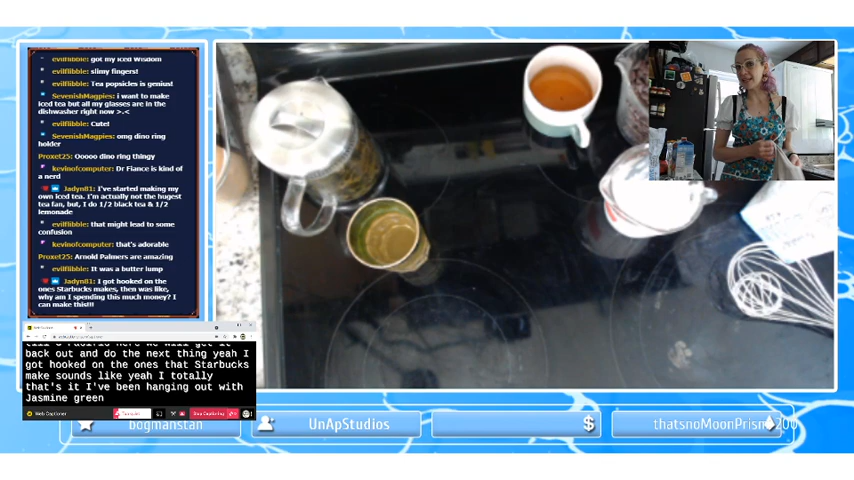 evilflibble: got my Iced Wisdom
evilflibble: slimy fingers!
evilflibble: Tea popsicles is genius!
SevenishMagpies: i want to make
iced tea but all my glasses are in the
dishwasher right now >.<
evilflibble: Cute!
SevenishMagpies: omg dino ring
holder
Proxet25: Ooooo dino ring thingy
kevinofcomputer: Dr Fiance is kind of
a nerd
Jadyn81: I've started making my
own iced tea. I'm actually not the hugest
tea fan, but, I do 1/2 black tea & 1/2
lemonade
evilflibble: that might lead to some
confusion
kevinofcomputer: that's adorable
Proxet25: Arnold Palmers are amazing
evilflibble: It was a butter lump
Jadyn81: I got hooked on the
ones Starbucks makes, then was like,
why am I spending this much money? I
can make this!!!
back out and do the next thing yeah I
got hooked on the ones that Starbucks
make sounds like yeah I totally
that's it I've been hanging out with
Jasmine green
Web Captioner
Stop Captioning
bogmanstan
UnApStudios
$
thatsnoMoonPrism 200